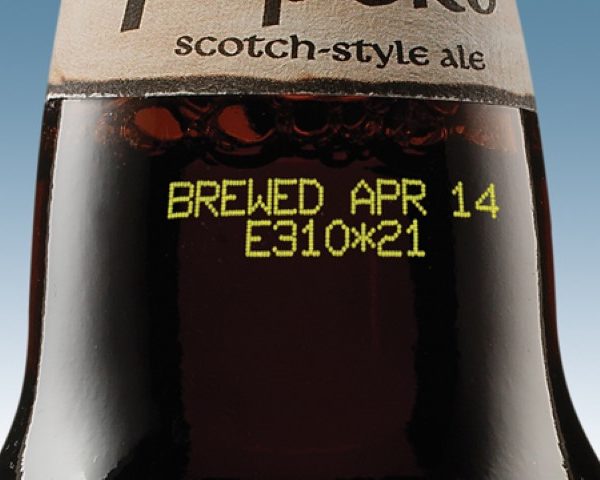 scotch-style ale
BREWED APR 14
E310*21